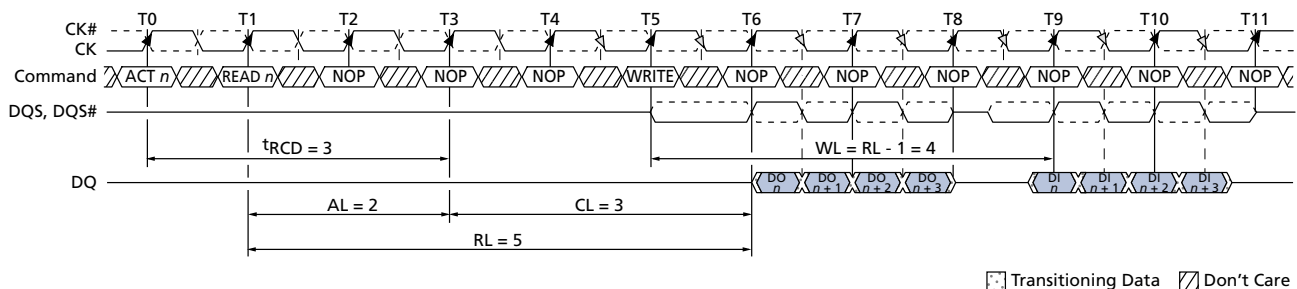 T0 T1 T2 T3 T4 T5 T6 T7 T8 T9 T10 T11
CK#
CK
Command ACT n READ n NOP NOP NOP WRITE NOP NOP NOP NOP NOP NOP
DQS, DQS#
tRCD = 3 WL = RL - 1 = 4
DQ DO n DO n + 1 DO n + 2 DO n + 3 DI n DI n + 1 DI n + 2 DI n + 3
AL = 2 CL = 3
RL = 5
Transitioning Data Don't Care